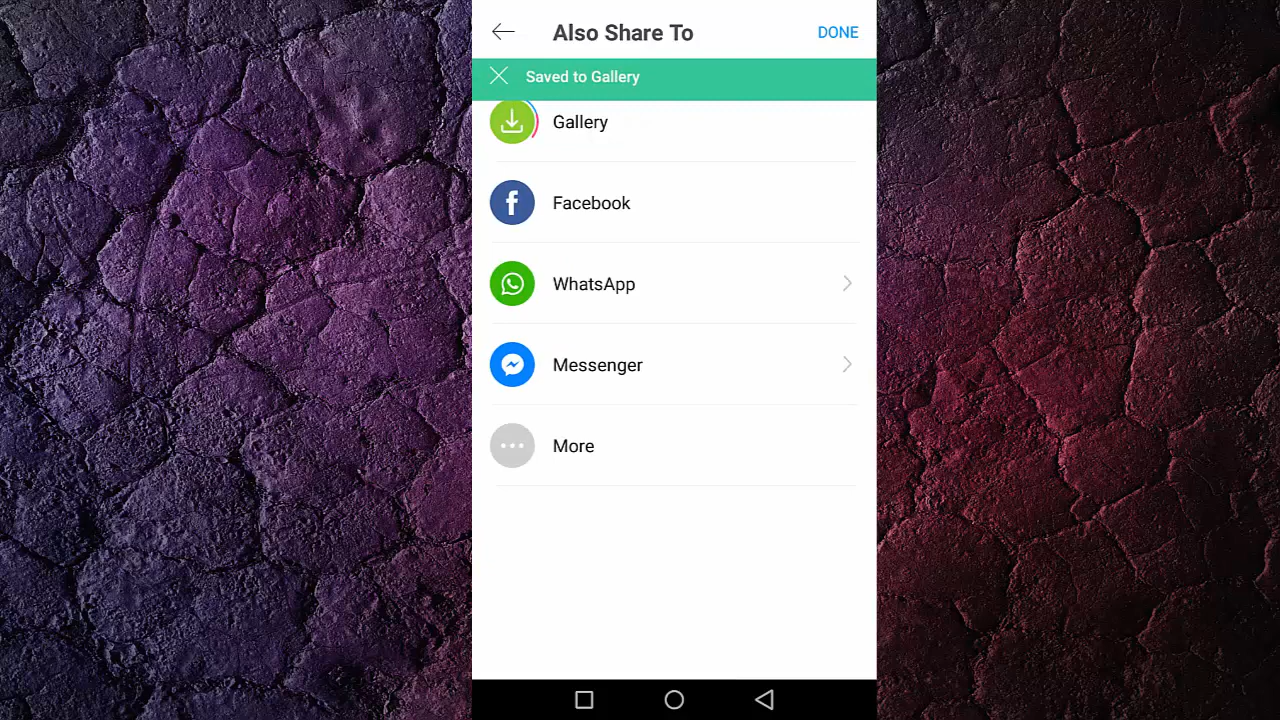 Also Share To
DONE
Saved to Gallery
Gallery
Facebook
WhatsApp
Messenger
More